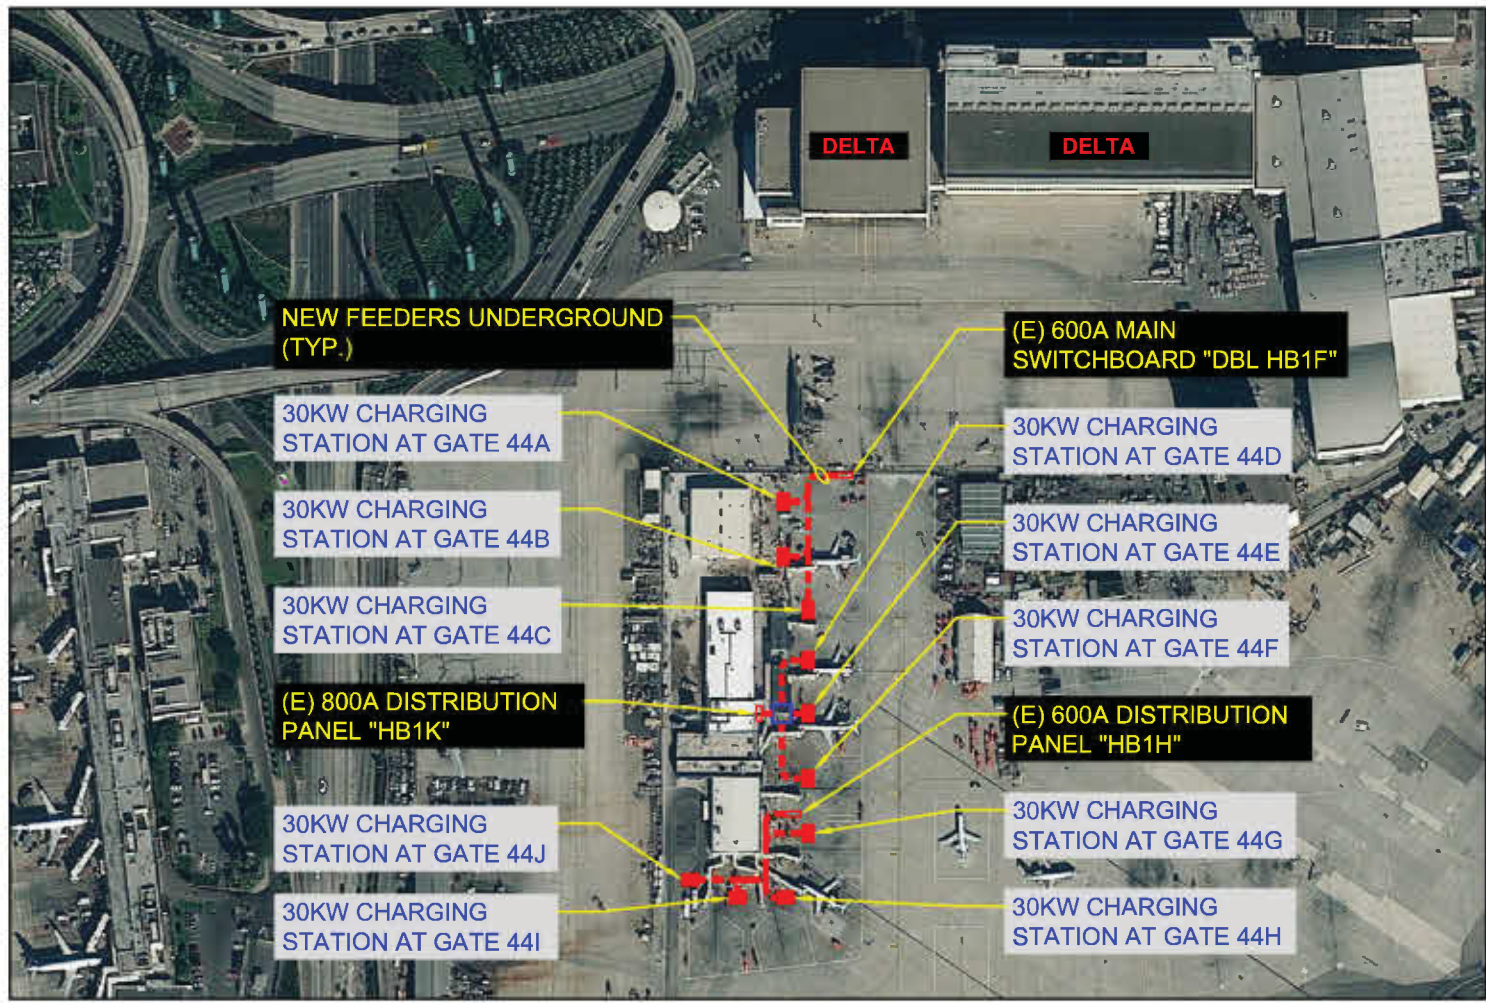 DELTA
DELTA
NEW FEEDERS UNDERGROUND
(TYP.)
(E) 600A MAIN
SWITCHBOARD "DBL HB1F"
30KW CHARGING
STATION AT GATE 44A
30KW CHARGING
STATION AT GATE 44D
30KW CHARGING
STATION AT GATE 44B
30KW CHARGING
STATION AT GATE 44E
30KW CHARGING
STATION AT GATE 44C
30KW CHARGING
STATION AT GATE 44F
(E) 800A DISTRIBUTION
PANEL "HB1K"
(E) 600A DISTRIBUTION
PANEL "HB1H"
30KW CHARGING
STATION AT GATE 44J
30KW CHARGING
STATION AT GATE 44G
30KW CHARGING
STATION AT GATE 44I
30KW CHARGING
STATION AT GATE 44H